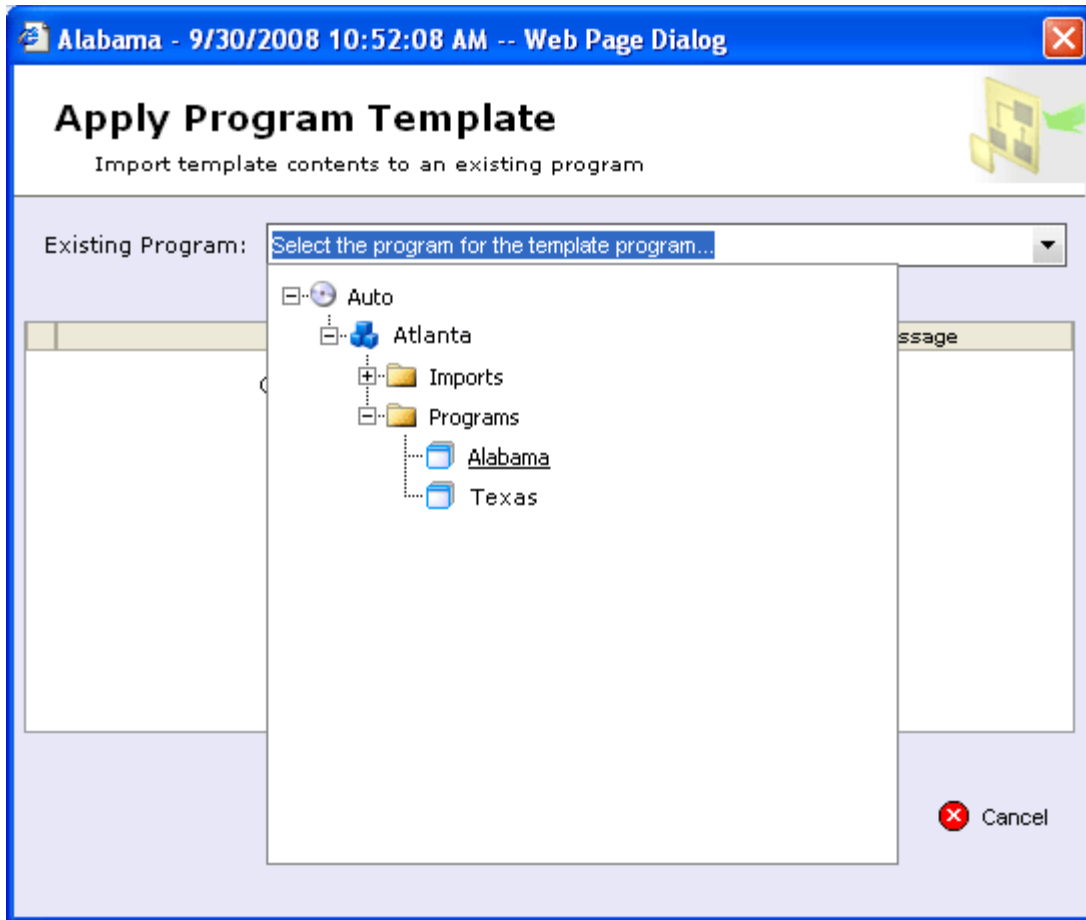 Alabama - 9/30/2008 10:52:08 AM -- Web Page Dialog
Apply Program Template
Import template contents to an existing program
Existing Program: Select the program for the template program...
Auto
Atlanta
Imports
Programs
Alabama
Texas
Cancel